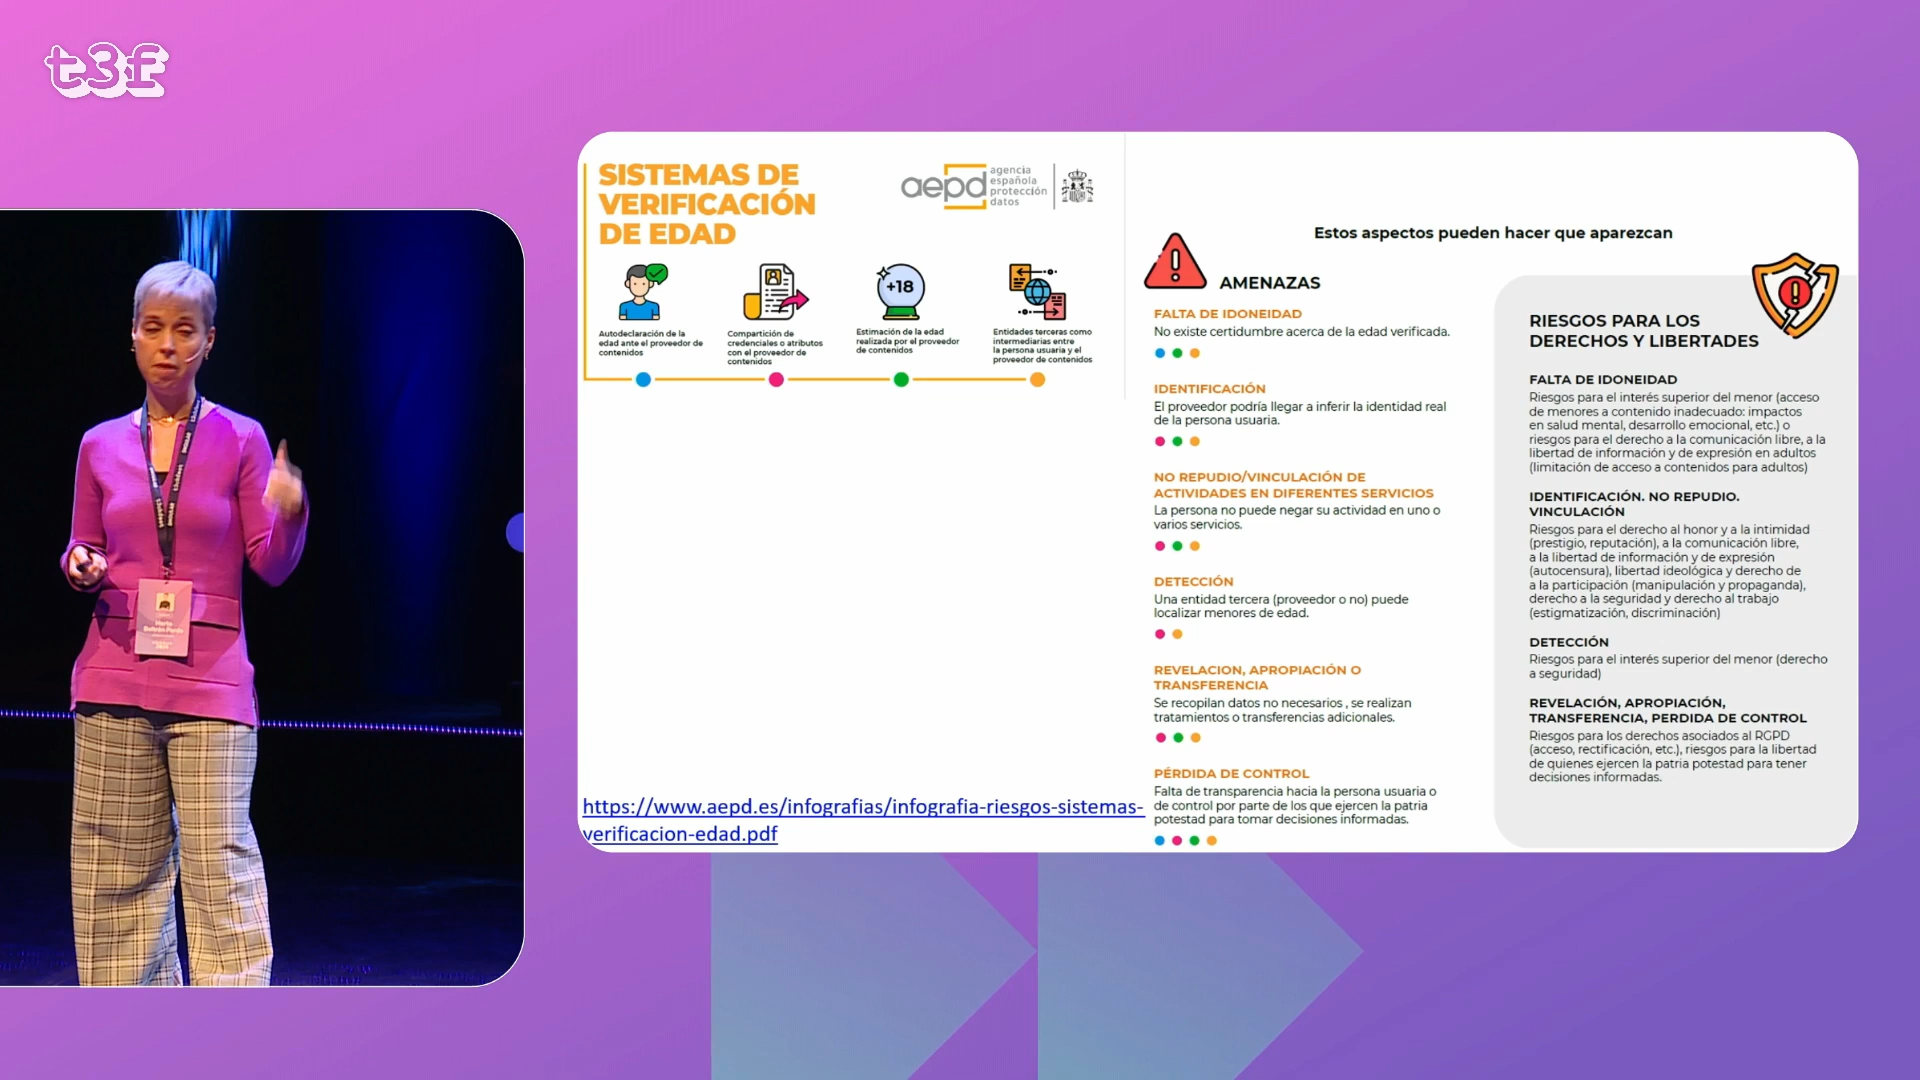 t3f
SISTEMAS DE
VERIFICACIÓN
DE EDAD
aepd
agencia
española
protección
datos
+18
Autodeclaración de la
edad ante el proveedor de
contenidos
Compartición de
credenciales o atributos
con el proveedor de
contenidos
Estimación de la edad
realizada por el proveedor
de contenidos
Entidades terceras como
intermediarias entre
la persona usuaria y el
proveedor de contenidos
https://www.aepd.es/infografias/infografia-riesgos-sistemas-
verificacion-edad.pdf
Estos aspectos pueden hacer que aparezcan
AMENAZAS
FALTA DE IDONEIDAD
No existe certidumbre acerca de la edad verificada.
IDENTIFICACIÓN
El proveedor podría llegar a inferir la identidad real
de la persona usuaria.
NO REPUDIO/VINCULACIÓN DE
ACTIVIDADES EN DIFERENTES SERVICIOS
La persona no puede negar su actividad en uno o
varios servicios.
DETECCIÓN
Una entidad tercera (proveedor o no) puede
localizar menores de edad.
REVELACION, APROPIACIÓN O
TRANSFERENCIA
Se recopilan datos no necesarios , se realizan
tratamientos o transferencias adicionales.
PÉRDIDA DE CONTROL
Falta de transparencia hacia la persona usuaria o
de control por parte de los que ejercen la patria
potestad para tomar decisiones informadas.
RIESGOS PARA LOS
DERECHOS Y LIBERTADES
FALTA DE IDONEIDAD
Riesgos para el interés superior del menor (acceso
de menores a contenido inadecuado: impactos
en salud mental, desarrollo emocional, etc.) o
riesgos para el derecho a la comunicación libre, a la
libertad de información y de expresión en adultos
(limitación de acceso a contenidos para adultos)
IDENTIFICACIÓN. NO REPUDIO.
VINCULACIÓN
Riesgos para el derecho al honor y a la intimidad
(prestigio, reputación), a la comunicación libre,
a la libertad de información y de expresión
(autocensura), libertad ideológica y derecho de
a la participación (manipulación y propaganda),
derecho a la seguridad y derecho al trabajo
(estigmatización, discriminación)
DETECCIÓN
Riesgos para el interés superior del menor (derecho
a seguridad)
REVELACIÓN, APROPIACIÓN,
TRANSFERENCIA, PERDIDA DE CONTROL
Riesgos para los derechos asociados al RGPD
(acceso, rectificación, etc.), riesgos para la libertad
de quienes ejercen la patria potestad para tener
decisiones informadas.